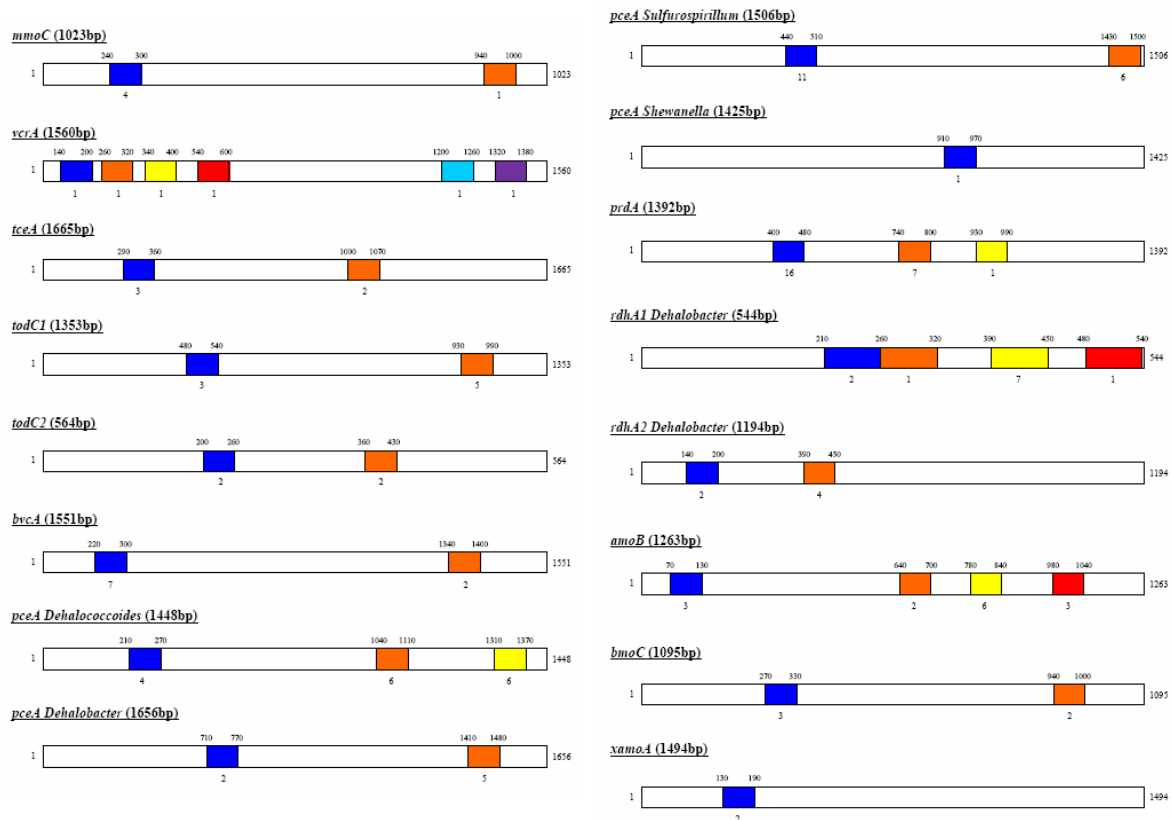 mmoC (1023bp)
240 300 940 1000
1 1023
4 1
vcrA (1560bp)
140 200 260 320 340 400 540 600 1200 1260 1320 1380
1 1560
1 1 1 1 1 1
tceA (1665bp)
290 360 1000 1070
1 1665
3 2
todC1 (1353bp)
480 540 930 990
1 1353
3 5
todC2 (564bp)
200 260 360 430
1 564
2 2
bvcA (1551bp)
220 300 1340 1400
1 1551
7 2
pceA Dehalococcoides (1448bp)
210 270 1040 1110 1310 1370
1 1448
4 6 6
pceA Dehalobacter (1656bp)
710 770 1410 1480
1 1656
2 5
pceA Sulfurospirillum (1506bp)
440 510 1430 1500
1 1506
11 6
pceA Shewanella (1425bp)
910 970
1 1425
1
prdA (1392bp)
400 480 740 800 930 990
1 1392
16 7 1
rdhA1 Dehalobacter (544bp)
210 260 320 390 450 480 540
1 544
2 1 7 1
rdhA2 Dehalobacter (1194bp)
140 200 390 450
1 1194
2 4
amoB (1263bp)
70 130 640 700 780 840 980 1040
1 1263
3 2 6 3
bmoC (1095bp)
270 330 940 1000
1 1095
3 2
xamoA (1494bp)
130 190
1 1494
2